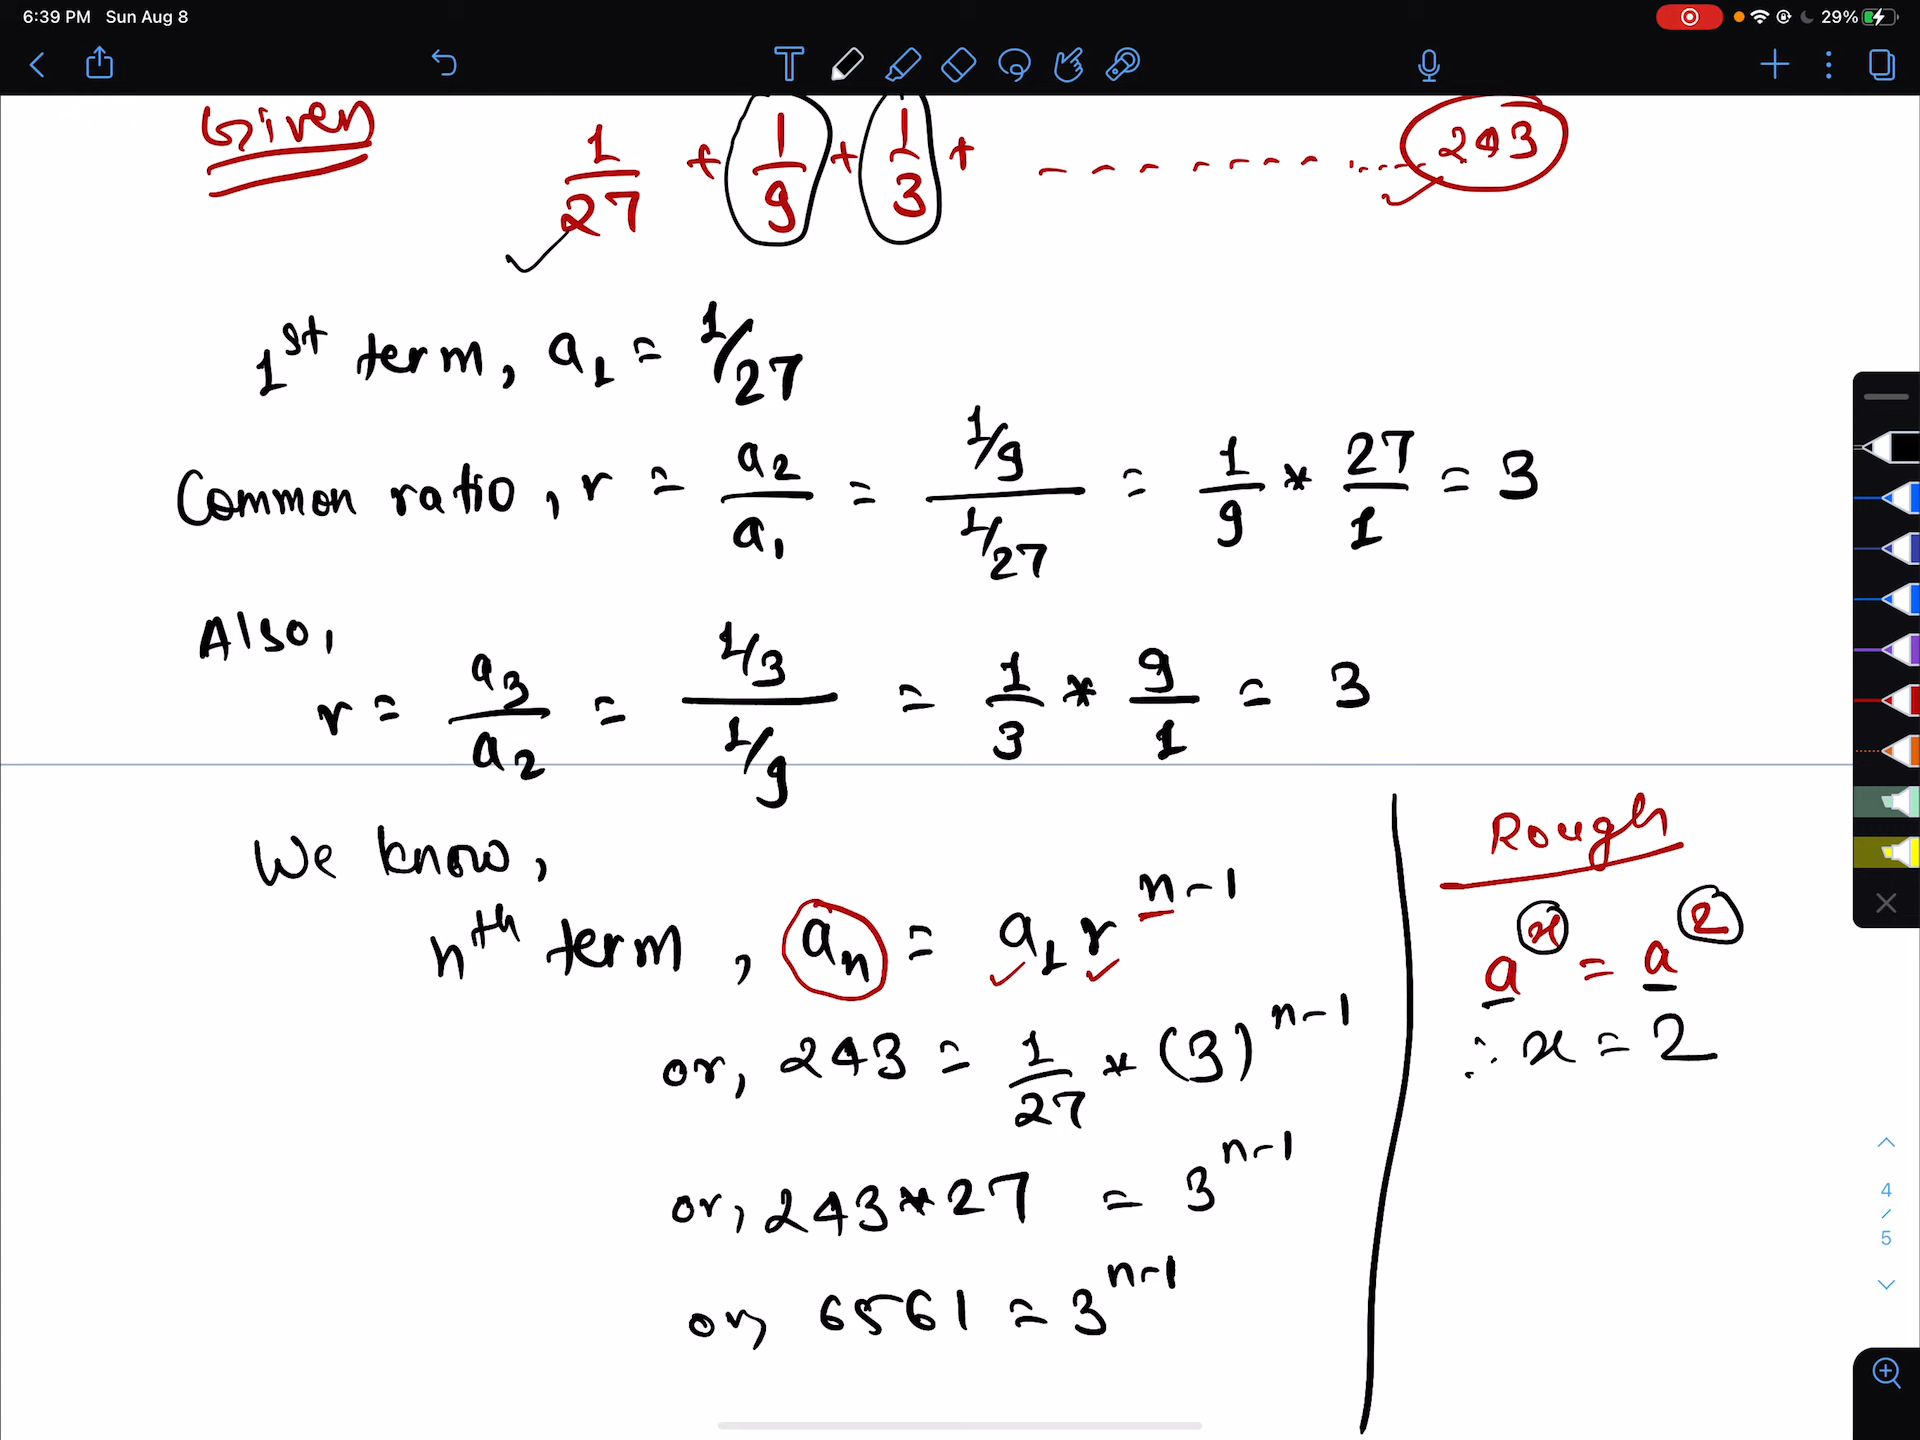 6:39 PM Sun Aug 8 29%
Given 1/27 + 1/9 + 1/3 + - - - - - - - - ..... 243
1st term, a₁ = 1/27
Common ratio, r = a₂/a₁ = (1/9)/(1/27) = 1/9 * 27/1 = 3
Also,
r = a₃/a₂ = (1/3)/(1/9) = 1/3 * 9/1 = 3
We know,
nth term, aₙ = a₁ r^(n-1)
or, 243 = 1/27 * (3)^(n-1)
or, 243*27 = 3^(n-1)
or, 6561 = 3^(n-1)
Rough
a^x = a^2
∴ x = 2
4
/
5